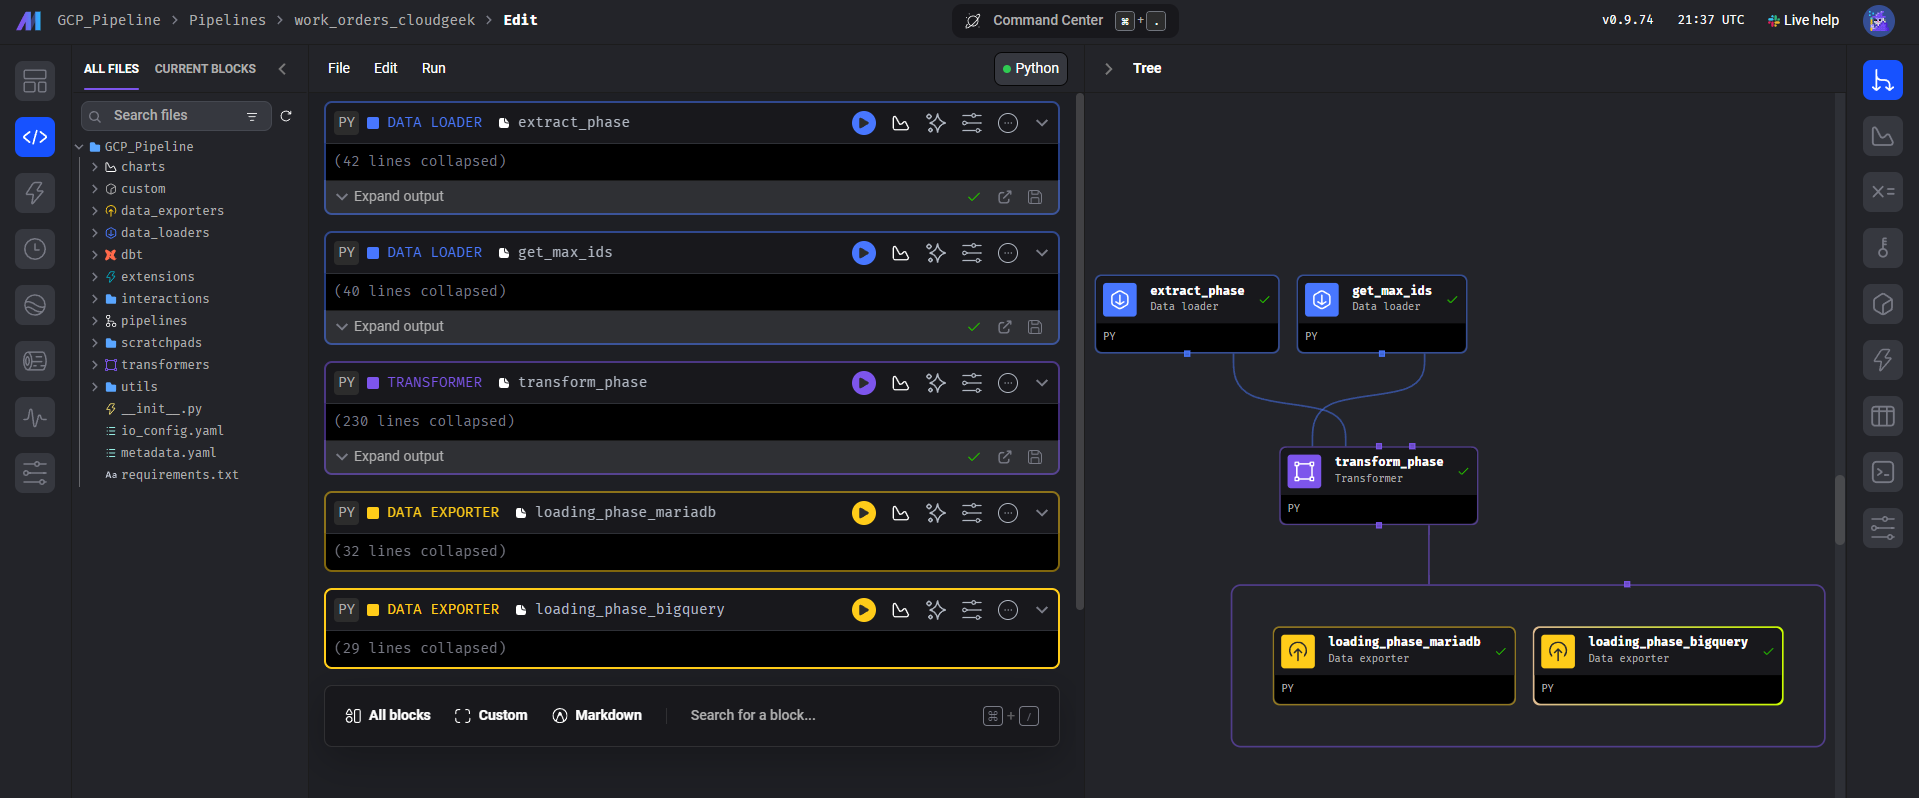 GCP_Pipeline > Pipelines > work_orders_cloudgeek > Edit
Command Center ⌘ + .
v0.9.74 21:37 UTC Live help
ALL FILES CURRENT BLOCKS
Search files
GCP_Pipeline
charts
custom
data_exporters
data_loaders
dbt
extensions
interactions
pipelines
scratchpads
transformers
utils
__init__.py
io_config.yaml
metadata.yaml
Aa requirements.txt
File Edit Run
Python
PY DATA LOADER extract_phase
(42 lines collapsed)
Expand output
PY DATA LOADER get_max_ids
(40 lines collapsed)
Expand output
PY TRANSFORMER transform_phase
(230 lines collapsed)
Expand output
PY DATA EXPORTER loading_phase_mariadb
(32 lines collapsed)
PY DATA EXPORTER loading_phase_bigquery
(29 lines collapsed)
All blocks Custom Markdown Search for a block... ⌘ + /
Tree
extract_phase
Data loader
PY
get_max_ids
Data loader
PY
transform_phase
Transformer
PY
loading_phase_mariadb
Data exporter
PY
loading_phase_bigquery
Data exporter
PY